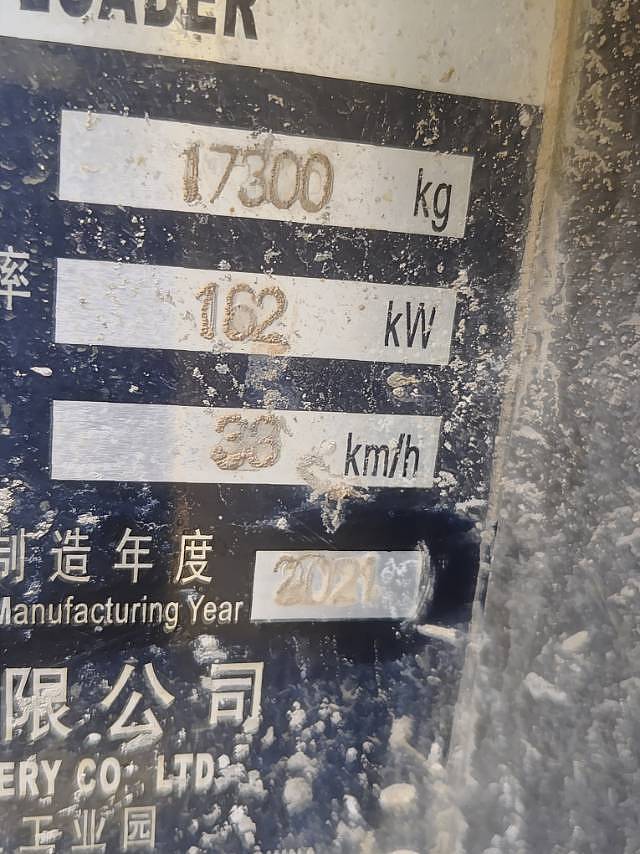 LOADER
17300 kg
率 162 kW
38 km/h
制造年度
Manufacturing Year 2021
限公司
ERY CO., LTD.
工业园